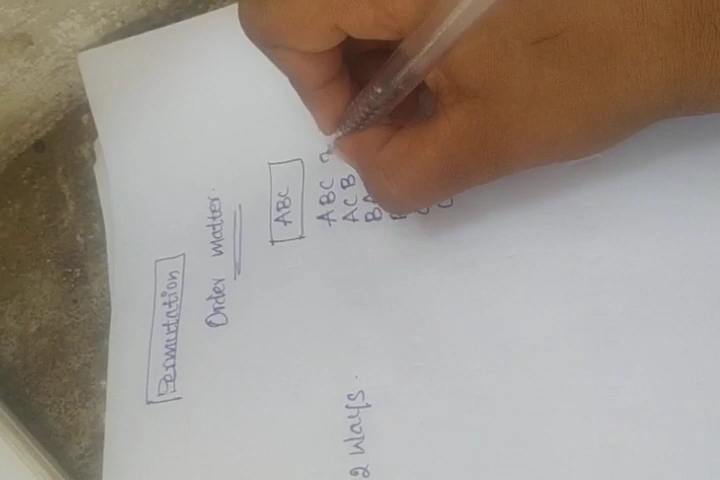 Permutation
Order matter.
ABC
ABC
ACB
2 ways.